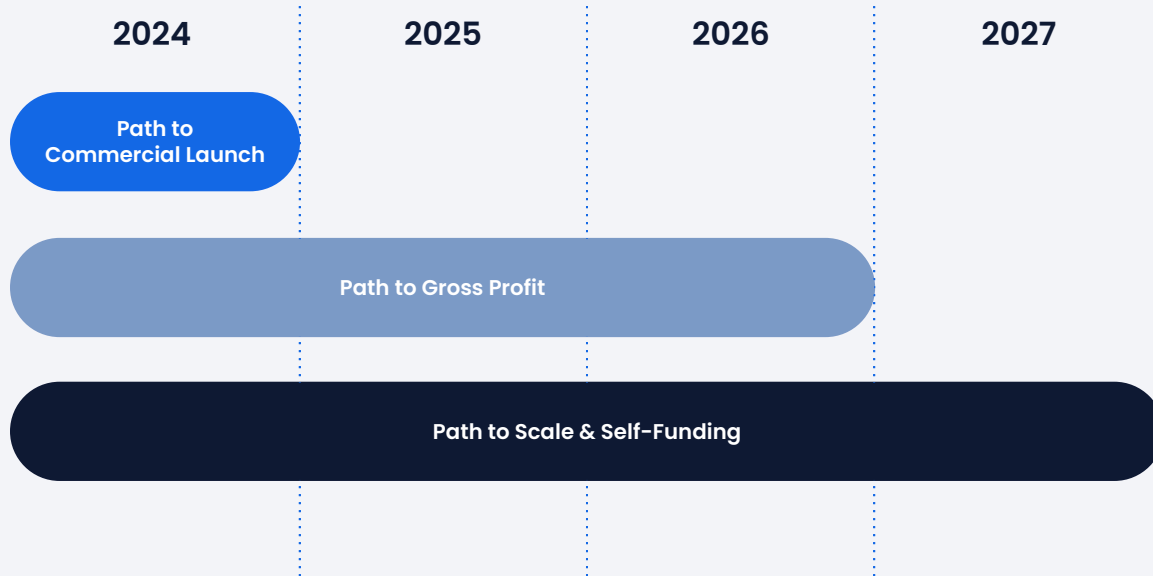 2024 2025 2026 2027
Path to
Commercial Launch
Path to Gross Profit
Path to Scale & Self-Funding